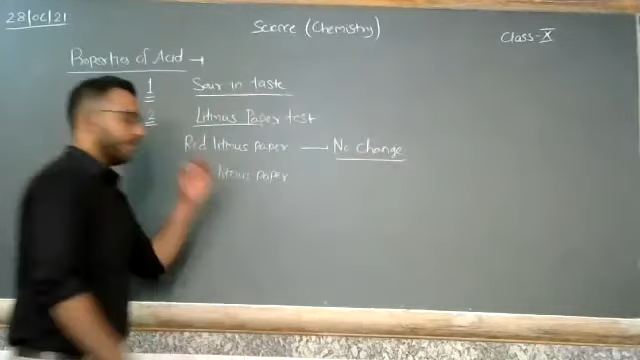 28/06/21
Science (Chemistry)
Class-X
Properties of Acid →
1 Sour in taste
2 Litmus Paper test
Red litmus paper — No change
litmus paper